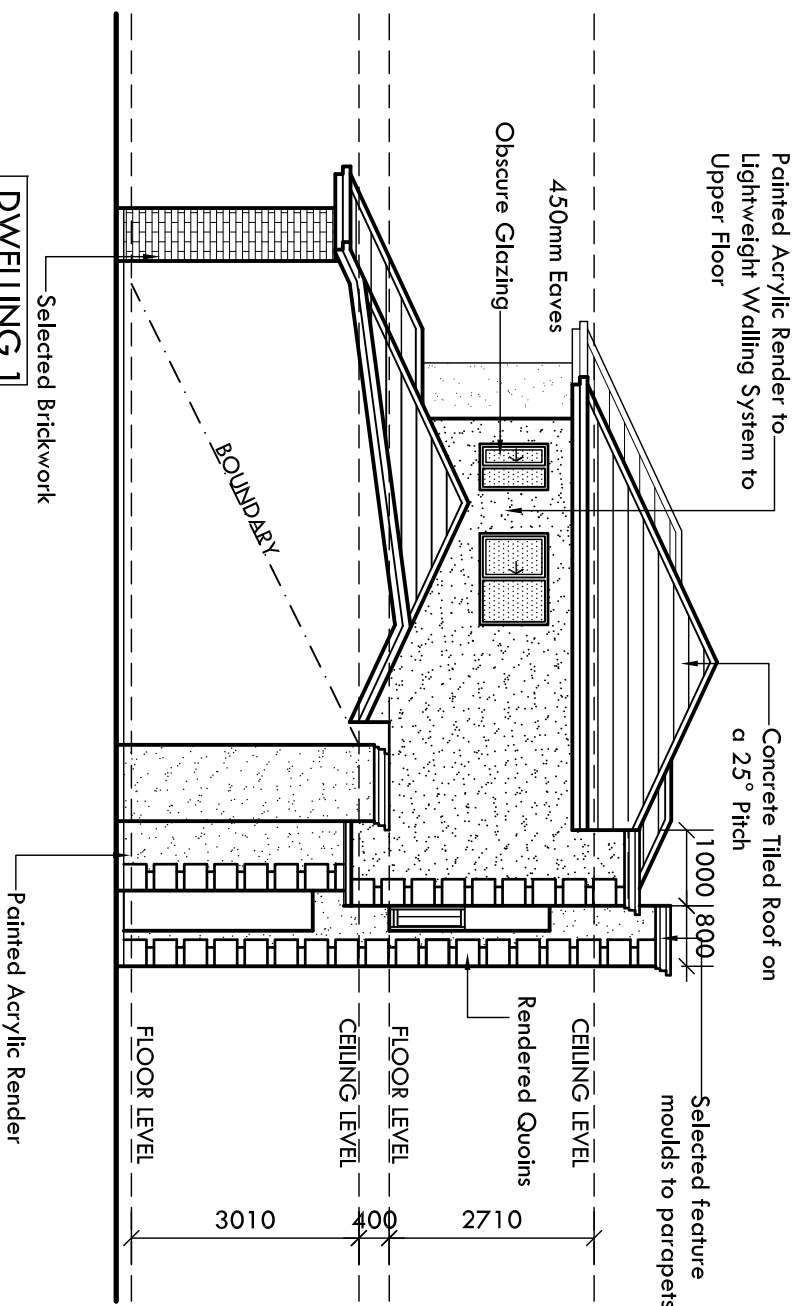 Painted Acrylic Render to
Lightweight Walling System to
Upper Floor
450mm Eaves
Obscure Glazing
Concrete Tiled Roof on
a 25° Pitch
1000
800
Selected feature
moulds to parapets
CEILING LEVEL
Rendered Quoins
FLOOR LEVEL
CEILING LEVEL
FLOOR LEVEL
2710
400
3010
BOUNDARY
Selected Brickwork
Painted Acrylic Render
DWELLING 1